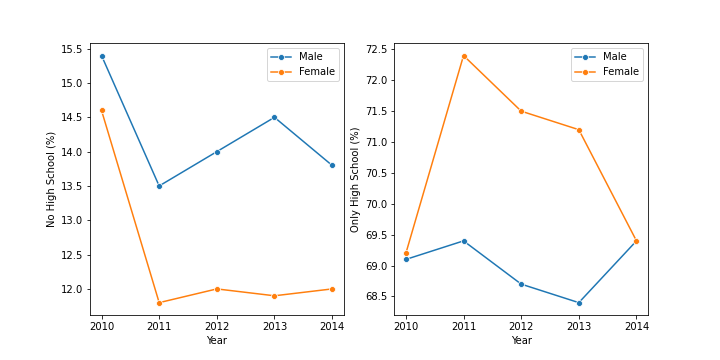 No High School (%)
15.5
15.0
14.5
14.0
13.5
13.0
12.5
12.0
2010 2011 2012 2013 2014
Year
Male
Female
Only High School (%)
72.5
72.0
71.5
71.0
70.5
70.0
69.5
69.0
68.5
2010 2011 2012 2013 2014
Year
Male
Female